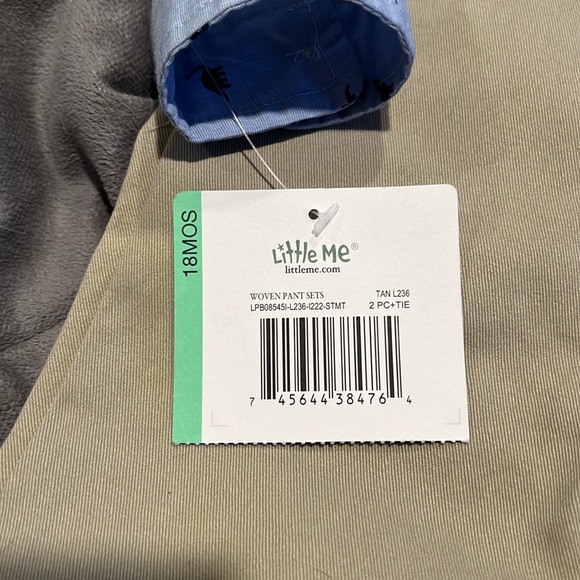 18MOS
Little Me®
littleme.com
WOVEN PANT SETS TAN L236
LPB08545I-L236-I222-STMT 2 PC+TIE
7 45644 38476 4